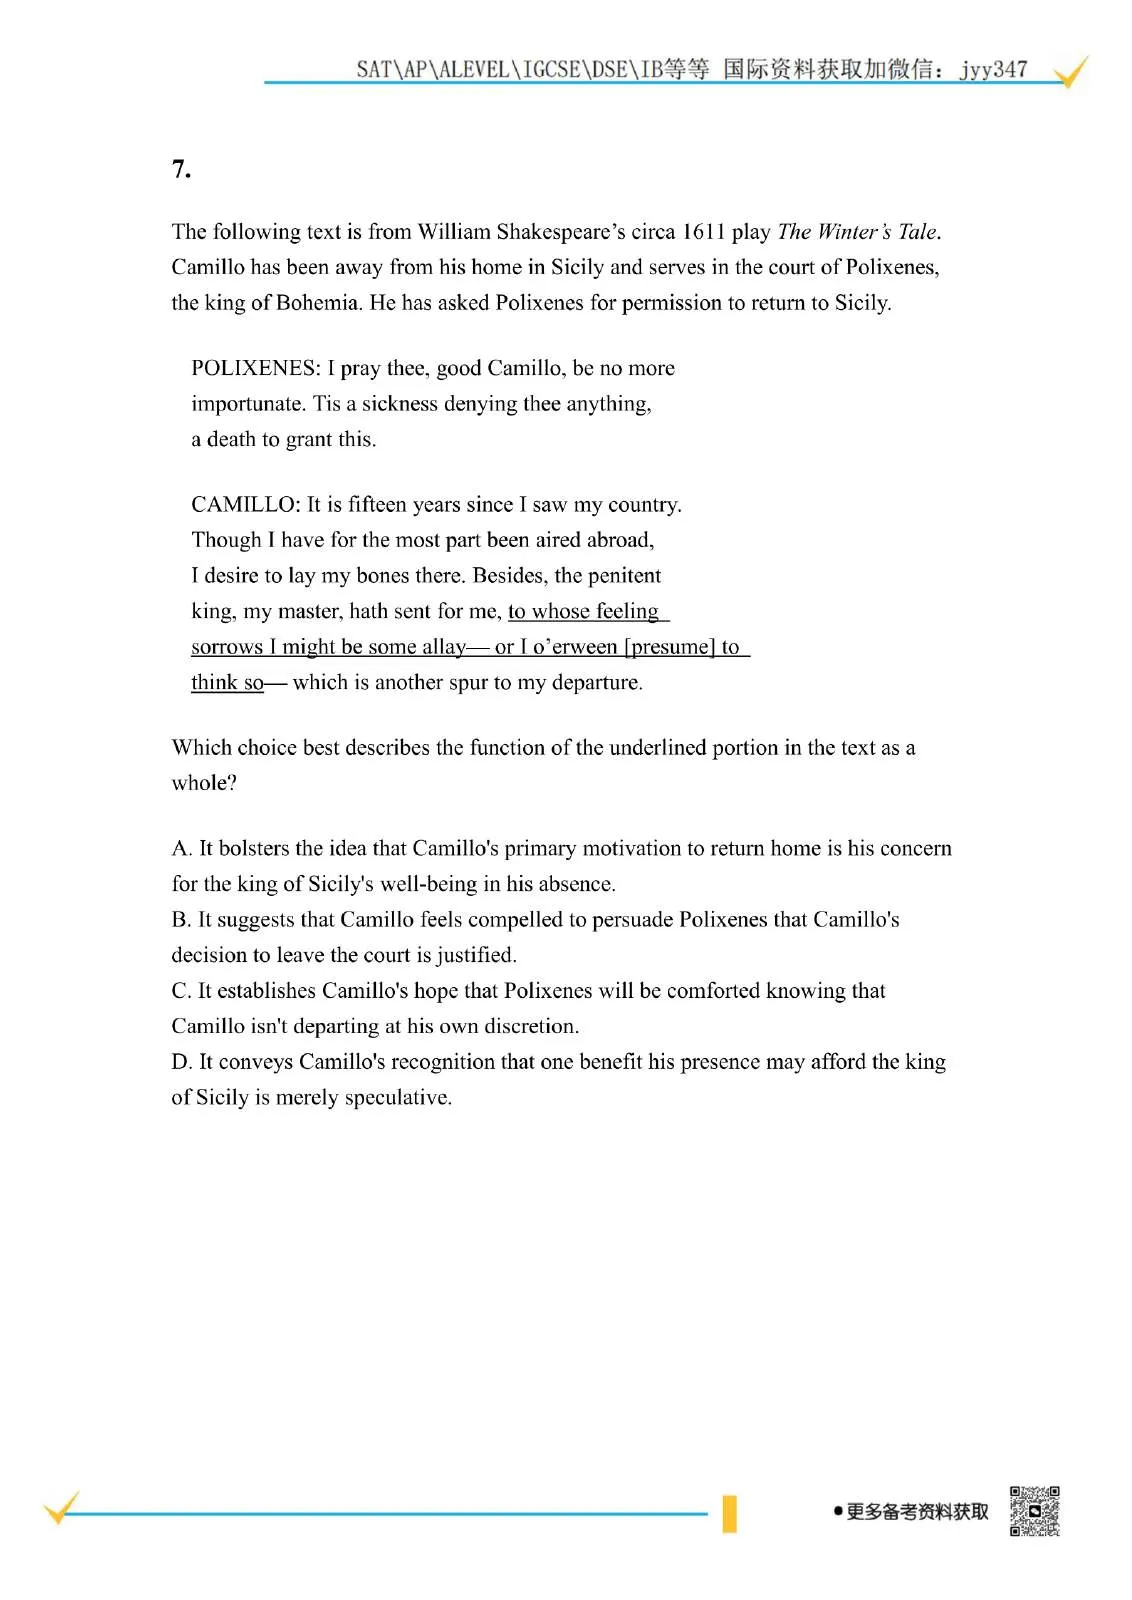 SAT\AP\ALEVEL\IGCSE\DSE\IB等等 国际资料获取加微信：jyy347
7.
The following text is from William Shakespeare’s circa 1611 play The Winter’s Tale.
Camillo has been away from his home in Sicily and serves in the court of Polixenes,
the king of Bohemia. He has asked Polixenes for permission to return to Sicily.
POLIXENES: I pray thee, good Camillo, be no more
importunate. Tis a sickness denying thee anything,
a death to grant this.
CAMILLO: It is fifteen years since I saw my country.
Though I have for the most part been aired abroad,
I desire to lay my bones there. Besides, the penitent
king, my master, hath sent for me, to whose feeling
sorrows I might be some allay— or I o’erween [presume] to
think so— which is another spur to my departure.
Which choice best describes the function of the underlined portion in the text as a
whole?
A. It bolsters the idea that Camillo's primary motivation to return home is his concern
for the king of Sicily's well-being in his absence.
B. It suggests that Camillo feels compelled to persuade Polixenes that Camillo's
decision to leave the court is justified.
C. It establishes Camillo's hope that Polixenes will be comforted knowing that
Camillo isn't departing at his own discretion.
D. It conveys Camillo's recognition that one benefit his presence may afford the king
of Sicily is merely speculative.
●更多备考资料获取